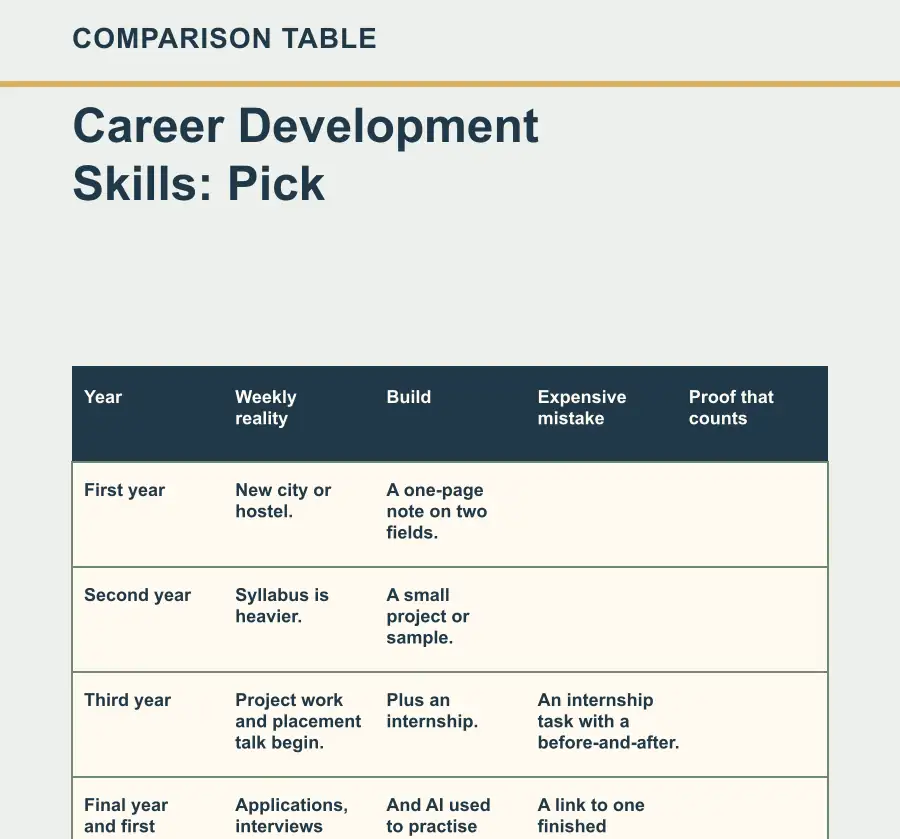 COMPARISON TABLE
Career Development
Skills: Pick
Year
Weekly
reality
Build
Expensive
mistake
Proof that
counts
First year
New city or
hostel.
A one-page
note on two
fields.
Second year
Syllabus is
heavier.
A small
project or
sample.
Third year
Project work
and placement
talk begin.
Plus an
internship.
An internship
task with a
before-and-after.
Final year
and first
Applications,
interviews
And AI used
to practise
A link to one
finished